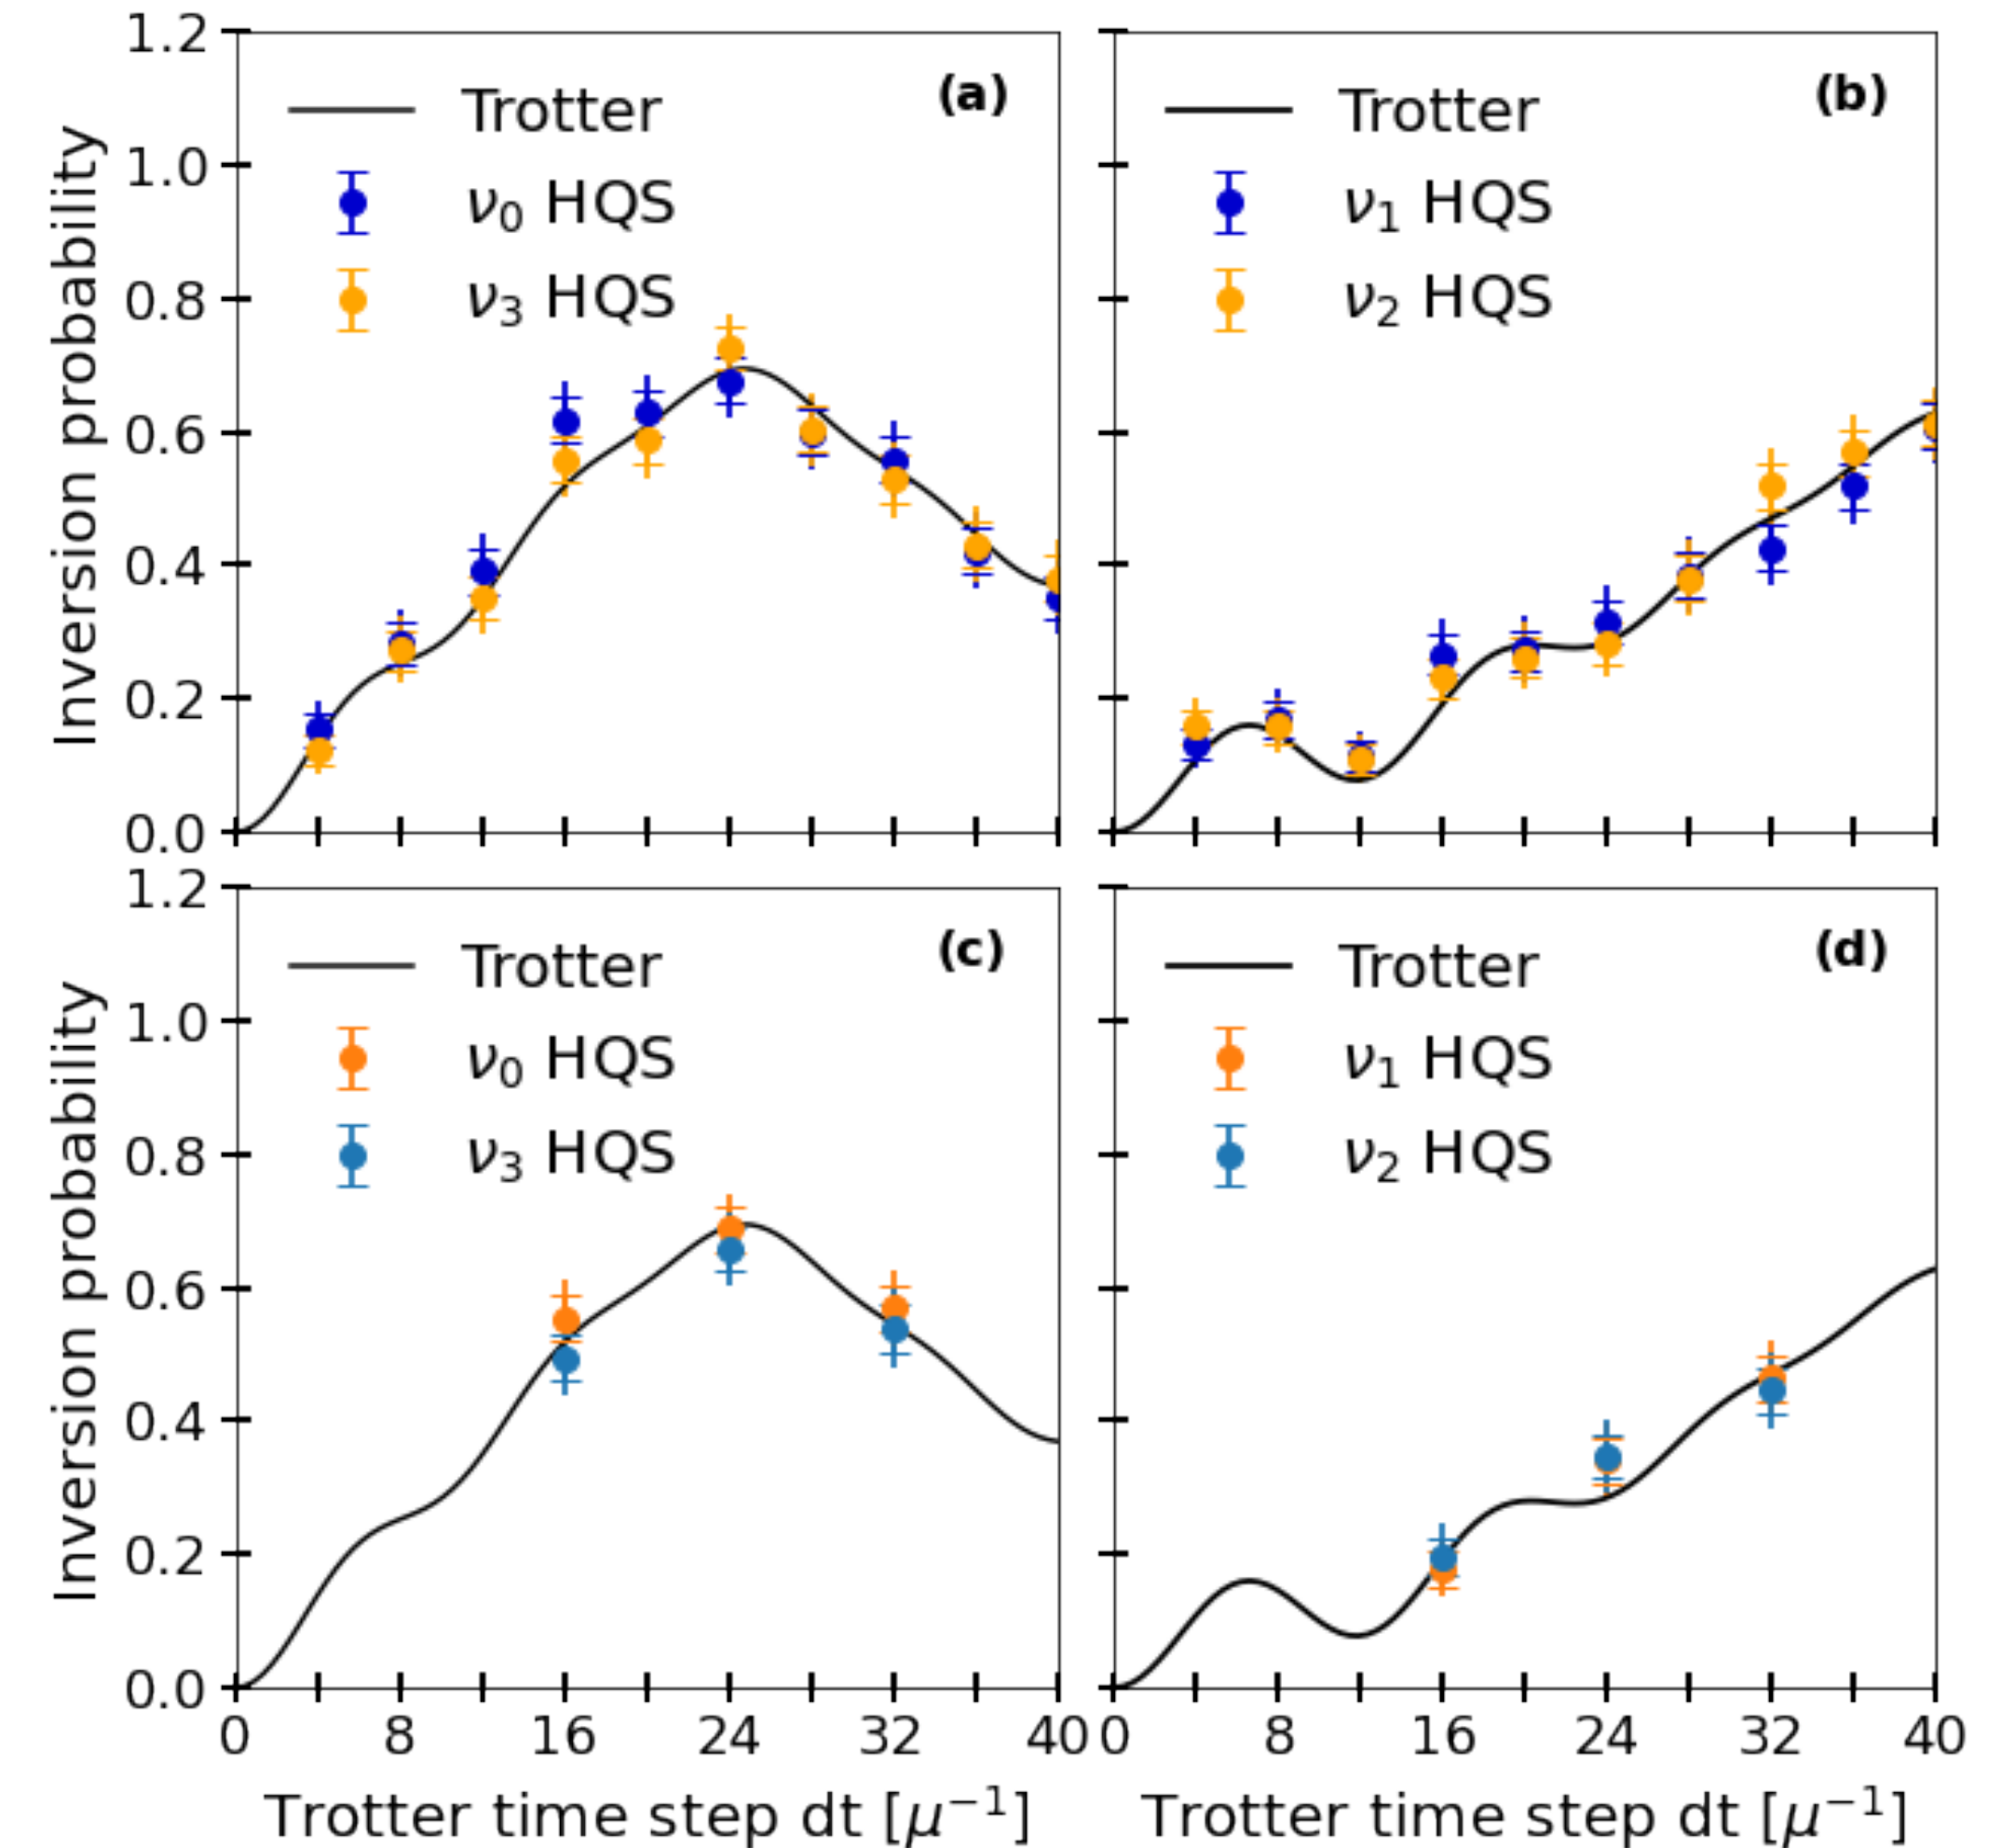 Inversion probability
1.2
1.0
0.8
0.6
0.4
0.2
0.0
(a)
Trotter
ν₀ HQS
ν₃ HQS
(b)
Trotter
ν₁ HQS
ν₂ HQS
Inversion probability
1.2
1.0
0.8
0.6
0.4
0.2
0.0
(c)
Trotter
ν₀ HQS
ν₃ HQS
(d)
Trotter
ν₁ HQS
ν₂ HQS
0 8 16 24 32 40
0 8 16 24 32 40
Trotter time step dt [μ⁻¹]
Trotter time step dt [μ⁻¹]